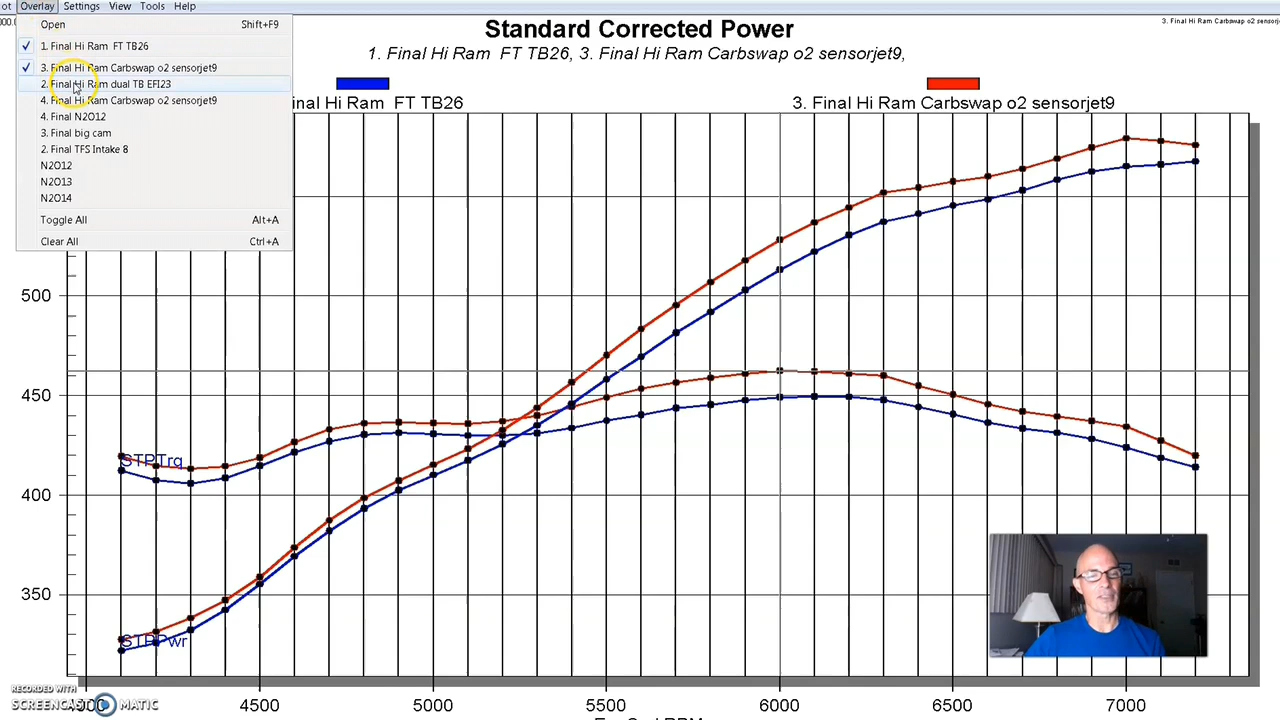 ot Overlay Settings View Tools Help
Open Shift+F9
1. Final Hi Ram FT TB26
3. Final Hi Ram Carbswap o2 sensorjet9
2. Final Hi Ram dual TB EFI23
4. Final Hi Ram Carbswap o2 sensorjet9
4. Final N2O12
3. Final big cam
2. Final TFS Intake 8
N2O12
N2O13
N2O14
Toggle All Alt+A
Clear All Ctrl+A
Standard Corrected Power
3. Final Hi Ram Carbswap o2 sensorjet9
1. Final Hi Ram FT TB26, 3. Final Hi Ram Carbswap o2 sensorjet9,
inal Hi Ram FT TB26
3. Final Hi Ram Carbswap o2 sensorjet9
500
450
400
350
STPTrq
STPPwr
4500 5000 5500 6000 6500 7000
RECORDED WITH
SCREENCAST MATIC